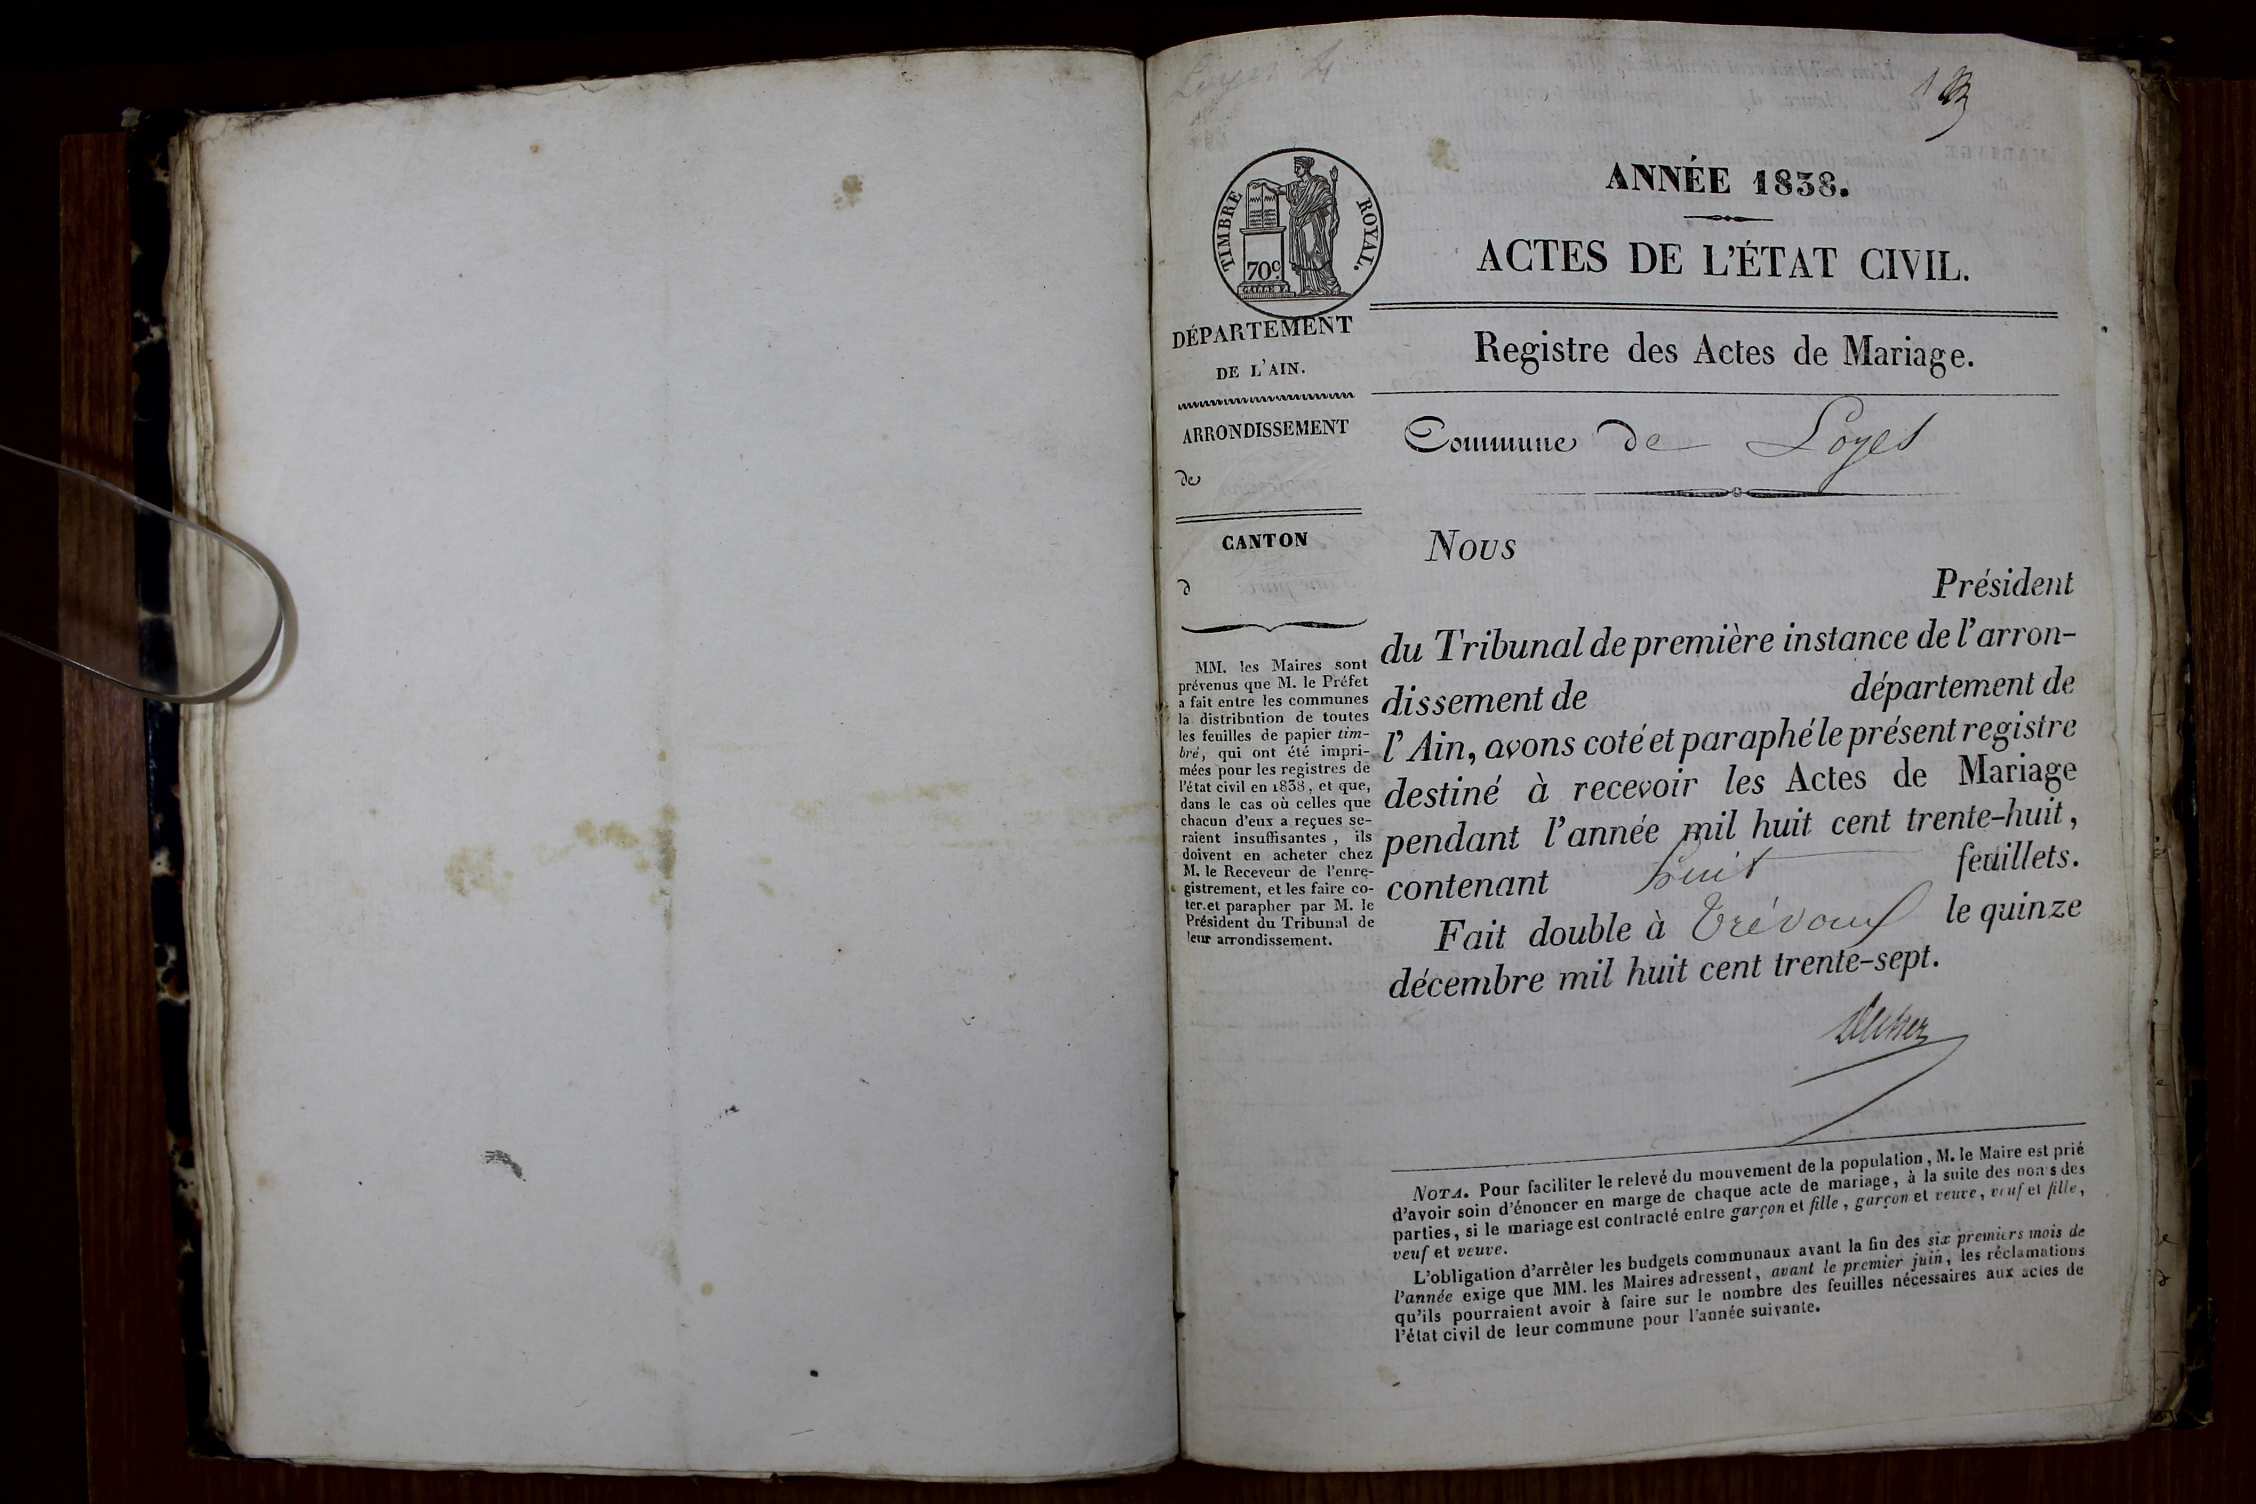 Loyes 4
1
ANNÉE 1838.
TIMBRE ROYAL.
70c.
GALLE F.
ACTES DE L'ÉTAT CIVIL.
DÉPARTEMENT
DE L'AIN.
ARRONDISSEMENT
de
CANTON
d
MM. les Maires sont
prévenus que M. le Préfet
a fait entre les communes
la distribution de toutes
les feuilles de papier tim-
bré, qui ont été impri-
mées pour les registres de
l'état civil en 1838, et que,
dans le cas où celles que
chacun d'eux a reçues se-
raient insuffisantes, ils
doivent en acheter chez
M. le Receveur de l'enre-
gistrement, et les faire co-
ter et parapher par M. le
Président du Tribunal de
leur arrondissement.
Registre des Actes de Mariage.
Commune de Loyes
Nous
Président
du Tribunal de première instance de l'arron-
dissement de département de
l'Ain, avons coté et paraphé le présent registre
destiné à recevoir les Actes de Mariage
pendant l'année mil huit cent trente-huit,
contenant huit feuillets.
Fait double à Trévoux le quinze
décembre mil huit cent trente-sept.
NOTA. Pour faciliter le relevé du mouvement de la population, M. le Maire est prié
d'avoir soin d'énoncer en marge de chaque acte de mariage, à la suite des noms des
parties, si le mariage est contracté entre garçon et fille, garçon et veuve, veuf et fille,
veuf et veuve.
L'obligation d'arrêter les budgets communaux avant la fin des six premiers mois de
l'année exige que MM. les Maires adressent, avant le premier juin, les réclamations
qu'ils pourraient avoir à faire sur le nombre des feuilles nécessaires aux actes de
l'état civil de leur commune pour l'année suivante.